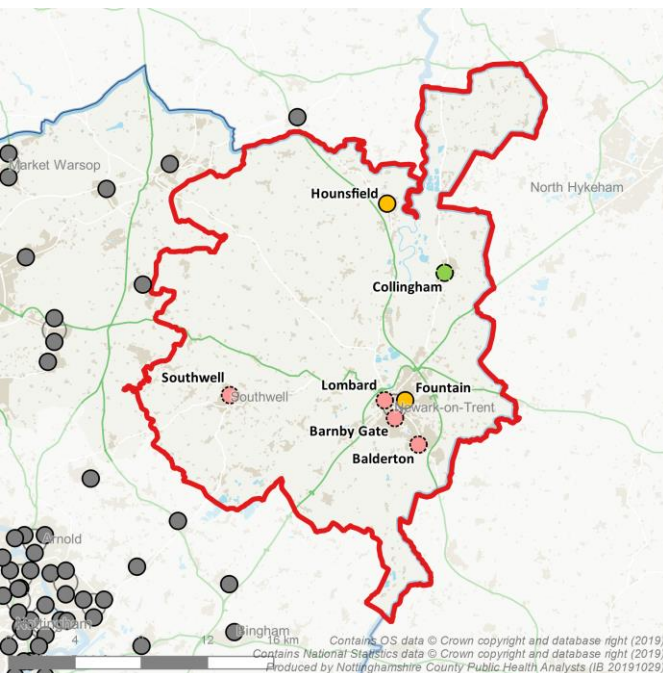 Market Warsop
North Hykeham
Hounsfield
Collingham
Southwell
Southwell
Lombard
Fountain
Newark-on-Trent
Barnby Gate
Balderton
Arnold
Nottingham
Bingham
4
12
16 km
Contains OS data © Crown copyright and database right (2019)
Contains National Statistics data © Crown copyright and database right (2019)
Produced by Nottinghamshire County Public Health Analysts (IB 20191029)